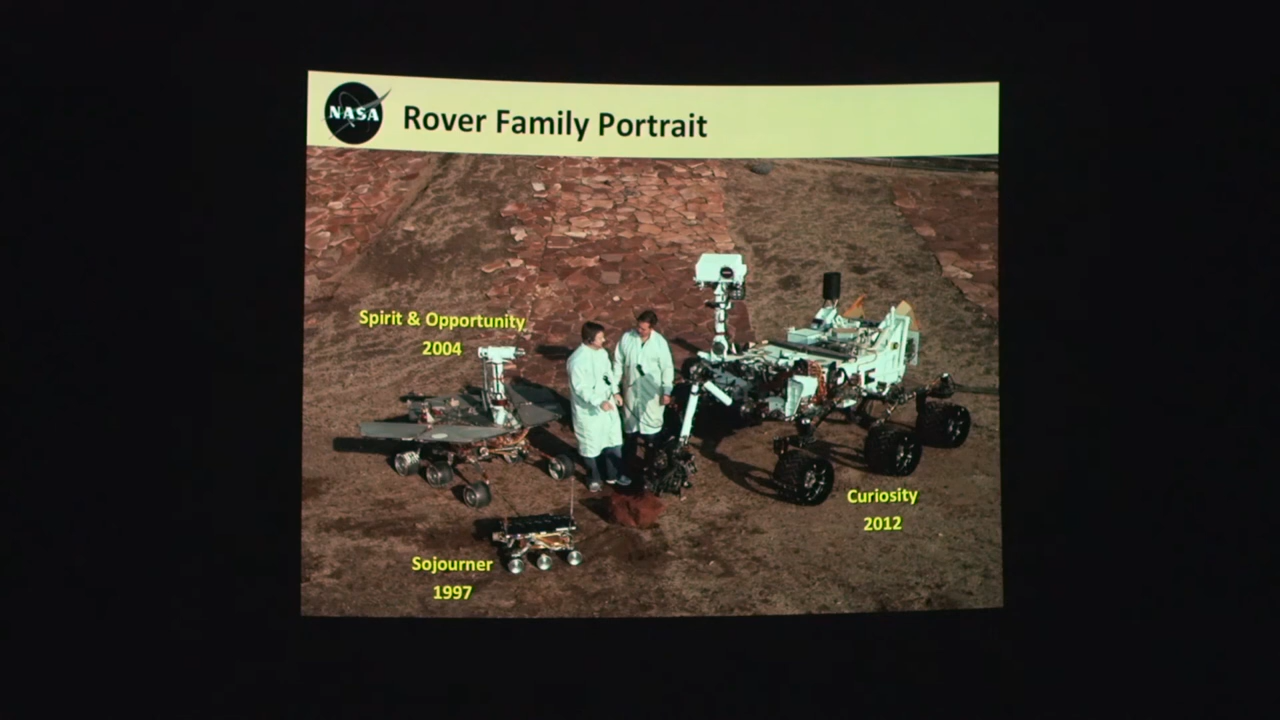 NASA
Rover Family Portrait
Spirit & Opportunity
2004
Curiosity
2012
Sojourner
1997